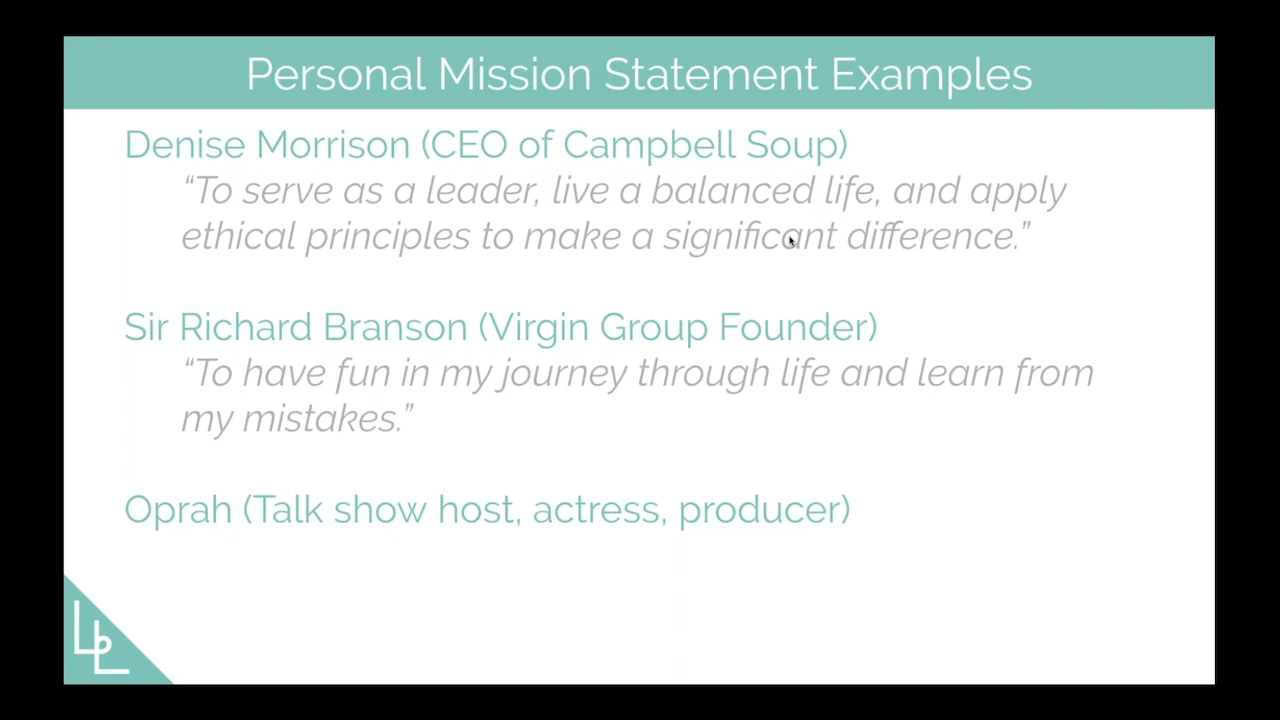 Personal Mission Statement Examples
Denise Morrison (CEO of Campbell Soup)
“To serve as a leader, live a balanced life, and apply
ethical principles to make a significant difference.”
Sir Richard Branson (Virgin Group Founder)
“To have fun in my journey through life and learn from
my mistakes.”
Oprah (Talk show host, actress, producer)